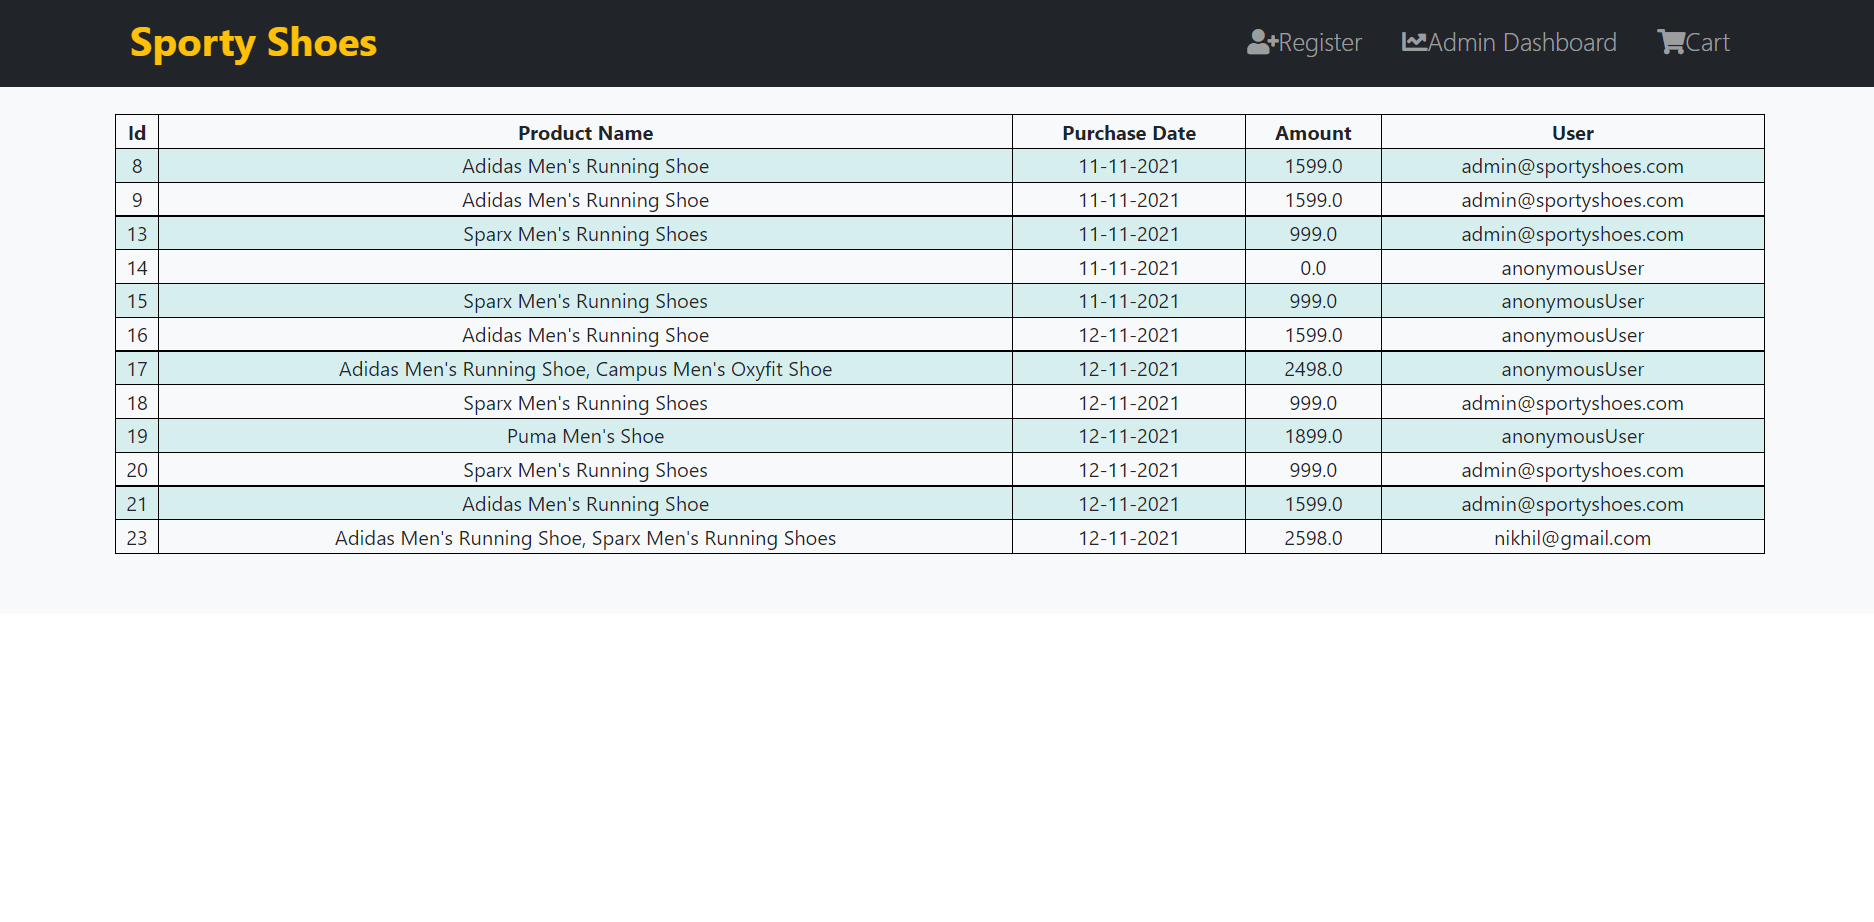 Sporty Shoes Register Admin Dashboard Cart
Id Product Name Purchase Date Amount User
8 Adidas Men's Running Shoe 11-11-2021 1599.0 admin@sportyshoes.com
9 Adidas Men's Running Shoe 11-11-2021 1599.0 admin@sportyshoes.com
13 Sparx Men's Running Shoes 11-11-2021 999.0 admin@sportyshoes.com
14 11-11-2021 0.0 anonymousUser
15 Sparx Men's Running Shoes 11-11-2021 999.0 anonymousUser
16 Adidas Men's Running Shoe 12-11-2021 1599.0 anonymousUser
17 Adidas Men's Running Shoe, Campus Men's Oxyfit Shoe 12-11-2021 2498.0 anonymousUser
18 Sparx Men's Running Shoes 12-11-2021 999.0 admin@sportyshoes.com
19 Puma Men's Shoe 12-11-2021 1899.0 anonymousUser
20 Sparx Men's Running Shoes 12-11-2021 999.0 admin@sportyshoes.com
21 Adidas Men's Running Shoe 12-11-2021 1599.0 admin@sportyshoes.com
23 Adidas Men's Running Shoe, Sparx Men's Running Shoes 12-11-2021 2598.0 nikhil@gmail.com